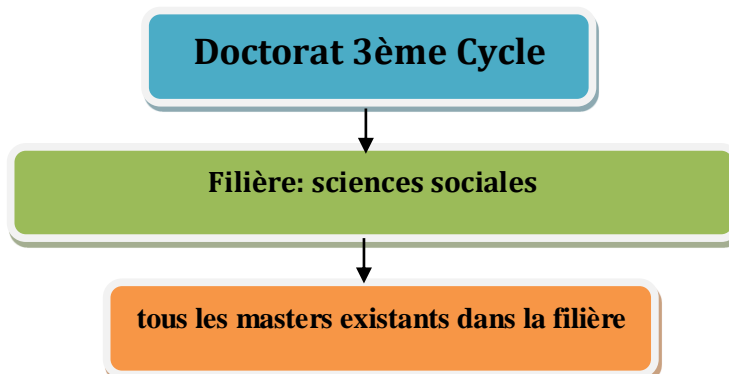 Doctorat 3ème Cycle
Filière: sciences sociales
tous les masters existants dans la filière